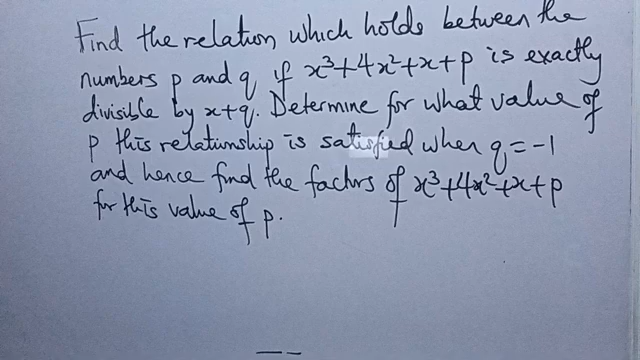 Find the relation which holds between the
numbers p and q if x³+4x²+x+p is exactly
divisible by x+q. Determine for what value of
p this relationship is satisfied when q=-1
and hence find the factors of x³+4x²+x+p
for this value of p.